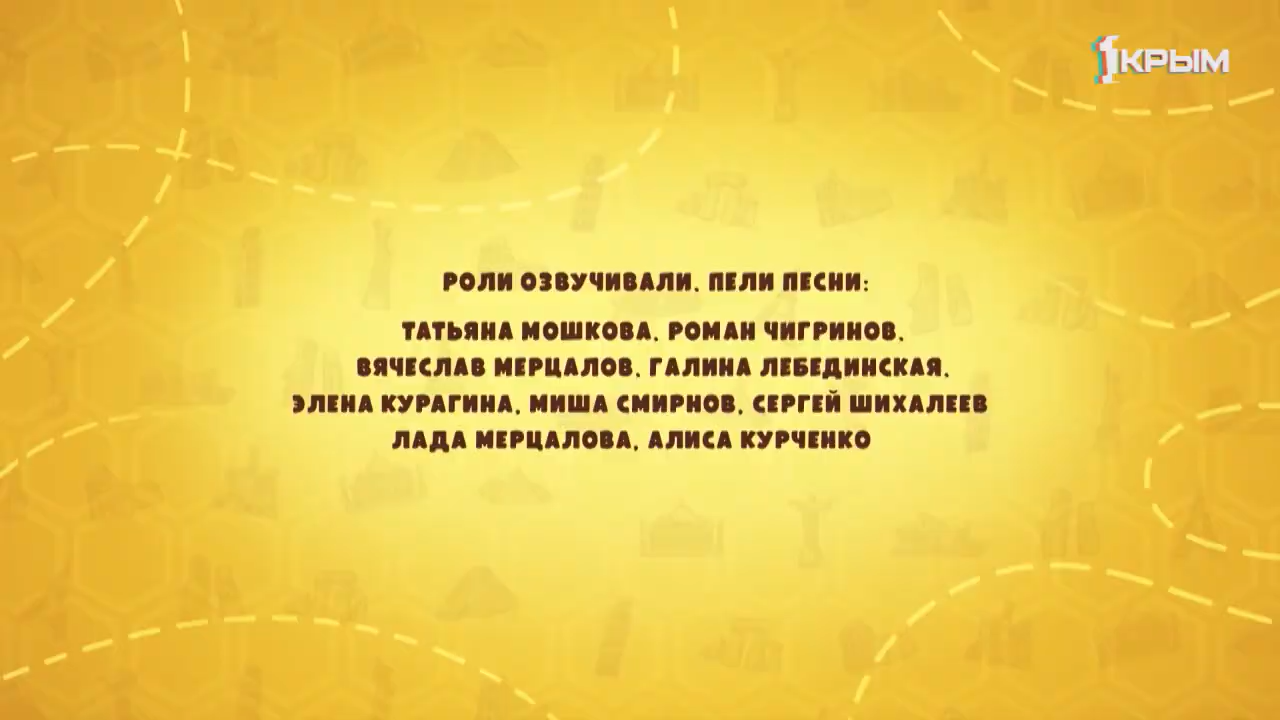 1КРЫМ
РОЛИ ОЗВУЧИВАЛИ, ПЕЛИ ПЕСНИ:
ТАТЬЯНА МОШКОВА, РОМАН ЧИГРИНОВ,
ВЯЧЕСЛАВ МЕРЦАЛОВ, ГАЛИНА ЛЕБЕДИНСКАЯ,
ЭЛЕНА КУРАГИНА, МИША СМИРНОВ, СЕРГЕЙ ШИХАЛЕЕВ
ЛАДА МЕРЦАЛОВА, АЛИСА КУРЧЕНКО